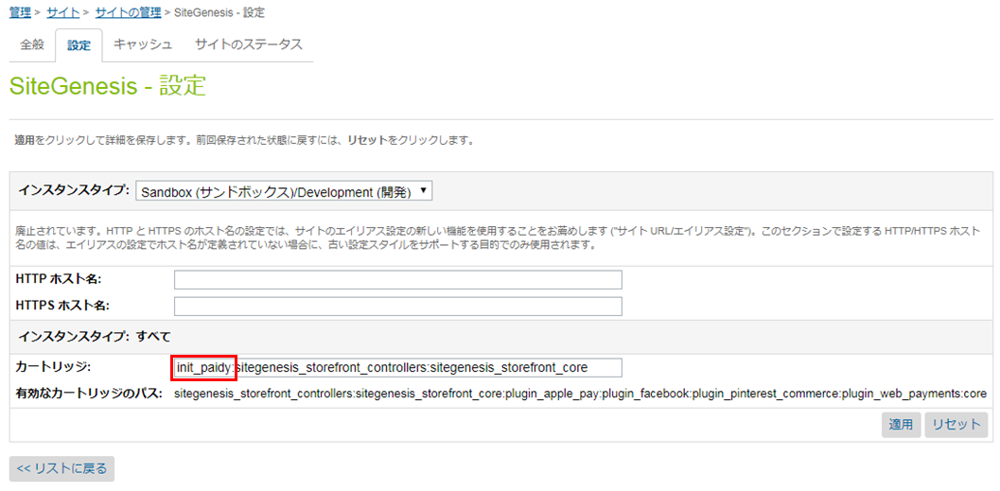 管理 > サイト > サイトの管理 > SiteGenesis - 設定
全般 設定 キャッシュ サイトのステータス
SiteGenesis - 設定
適用をクリックして詳細を保存します。前回保存された状態に戻すには、リセットをクリックします。
インスタンスタイプ: Sandbox (サンドボックス)/Development (開発)
廃止されています。HTTP と HTTPS のホスト名の設定では、サイトのエイリアス設定の新しい機能を使用することをお薦めします ("サイト URL/エイリアス設定")。このセクションで設定する HTTP/HTTPS ホスト
名の値は、エイリアスの設定でホスト名が定義されていない場合に、古い設定スタイルをサポートする目的でのみ使用されます。
HTTP ホスト名:
HTTPS ホスト名:
インスタンスタイプ: すべて
カートリッジ: init_paidy:sitegenesis_storefront_controllers:sitegenesis_storefront_core
有効なカートリッジのパス: sitegenesis_storefront_controllers:sitegenesis_storefront_core:plugin_apple_pay:plugin_facebook:plugin_pinterest_commerce:plugin_web_payments:core
適用 リセット
<< リストに戻る